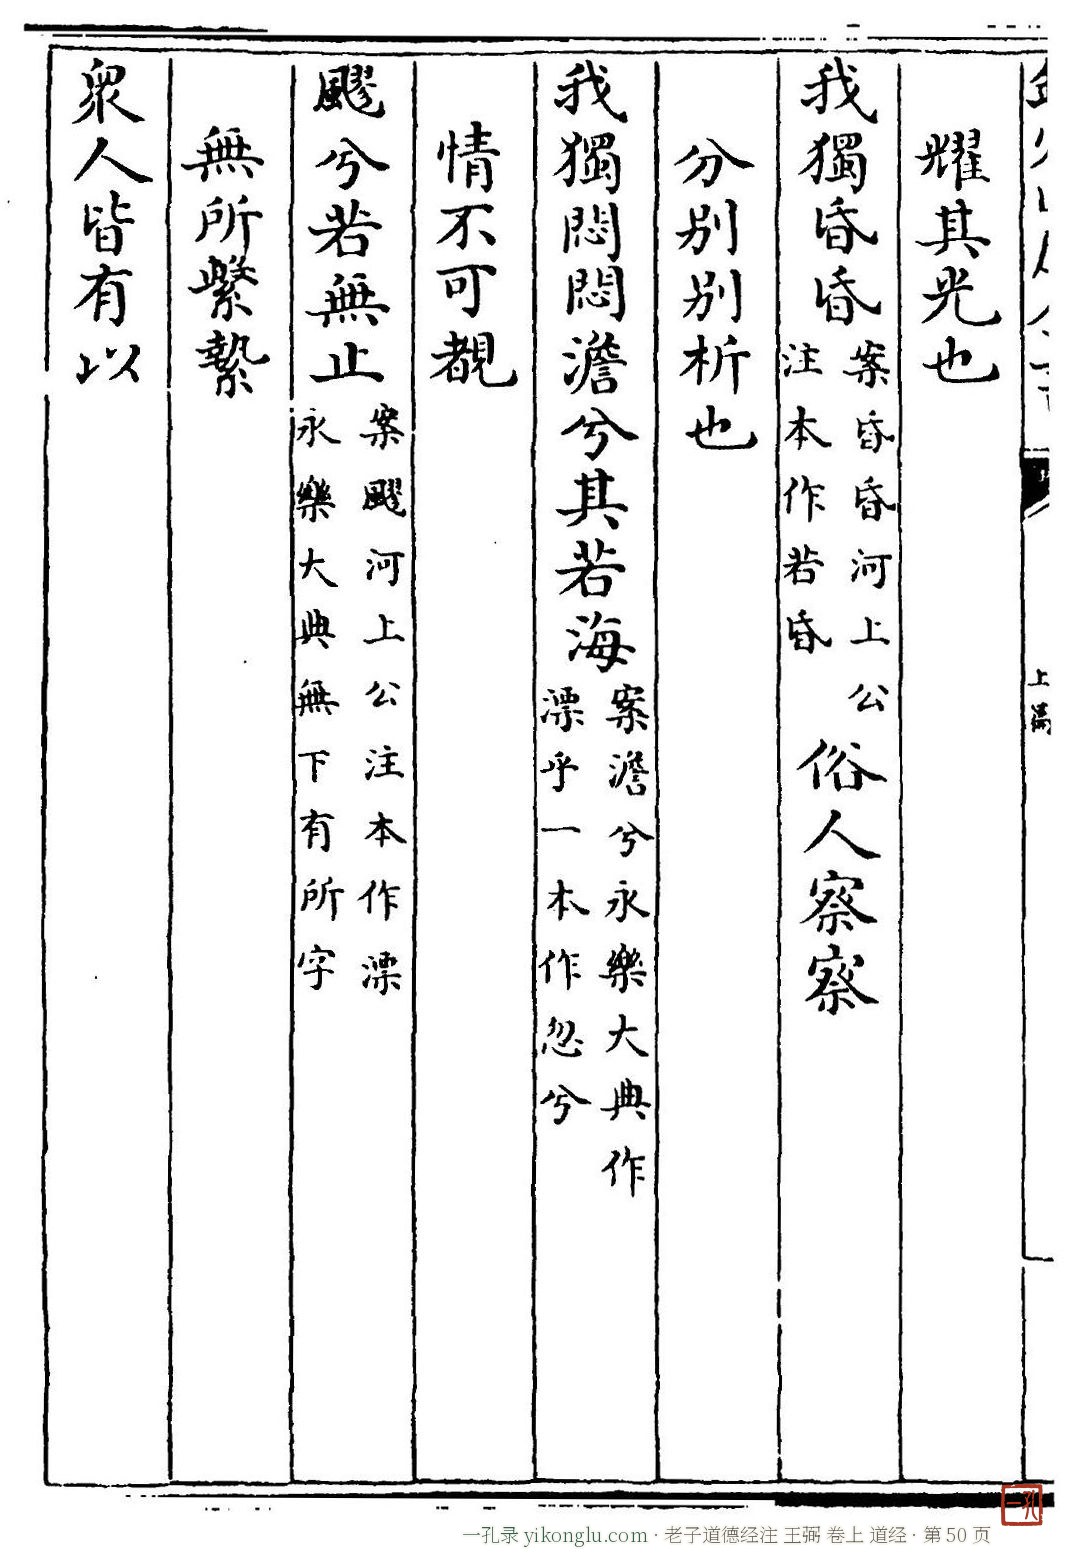 上篇
耀其光也
我獨昏昏案昏昏河上公注本作若昏俗人察察
分别别析也
我獨悶悶澹兮其若海案澹兮永樂大典作漂乎一本作忽兮
情不可覩
飂兮若無止案飂河上公注本作漂永樂大典無下有所字
無所繫縶
衆人皆有以
一孔
一孔录 yikonglu.com · 老子道德经注 王弼 卷上 道经 · 第 50 页